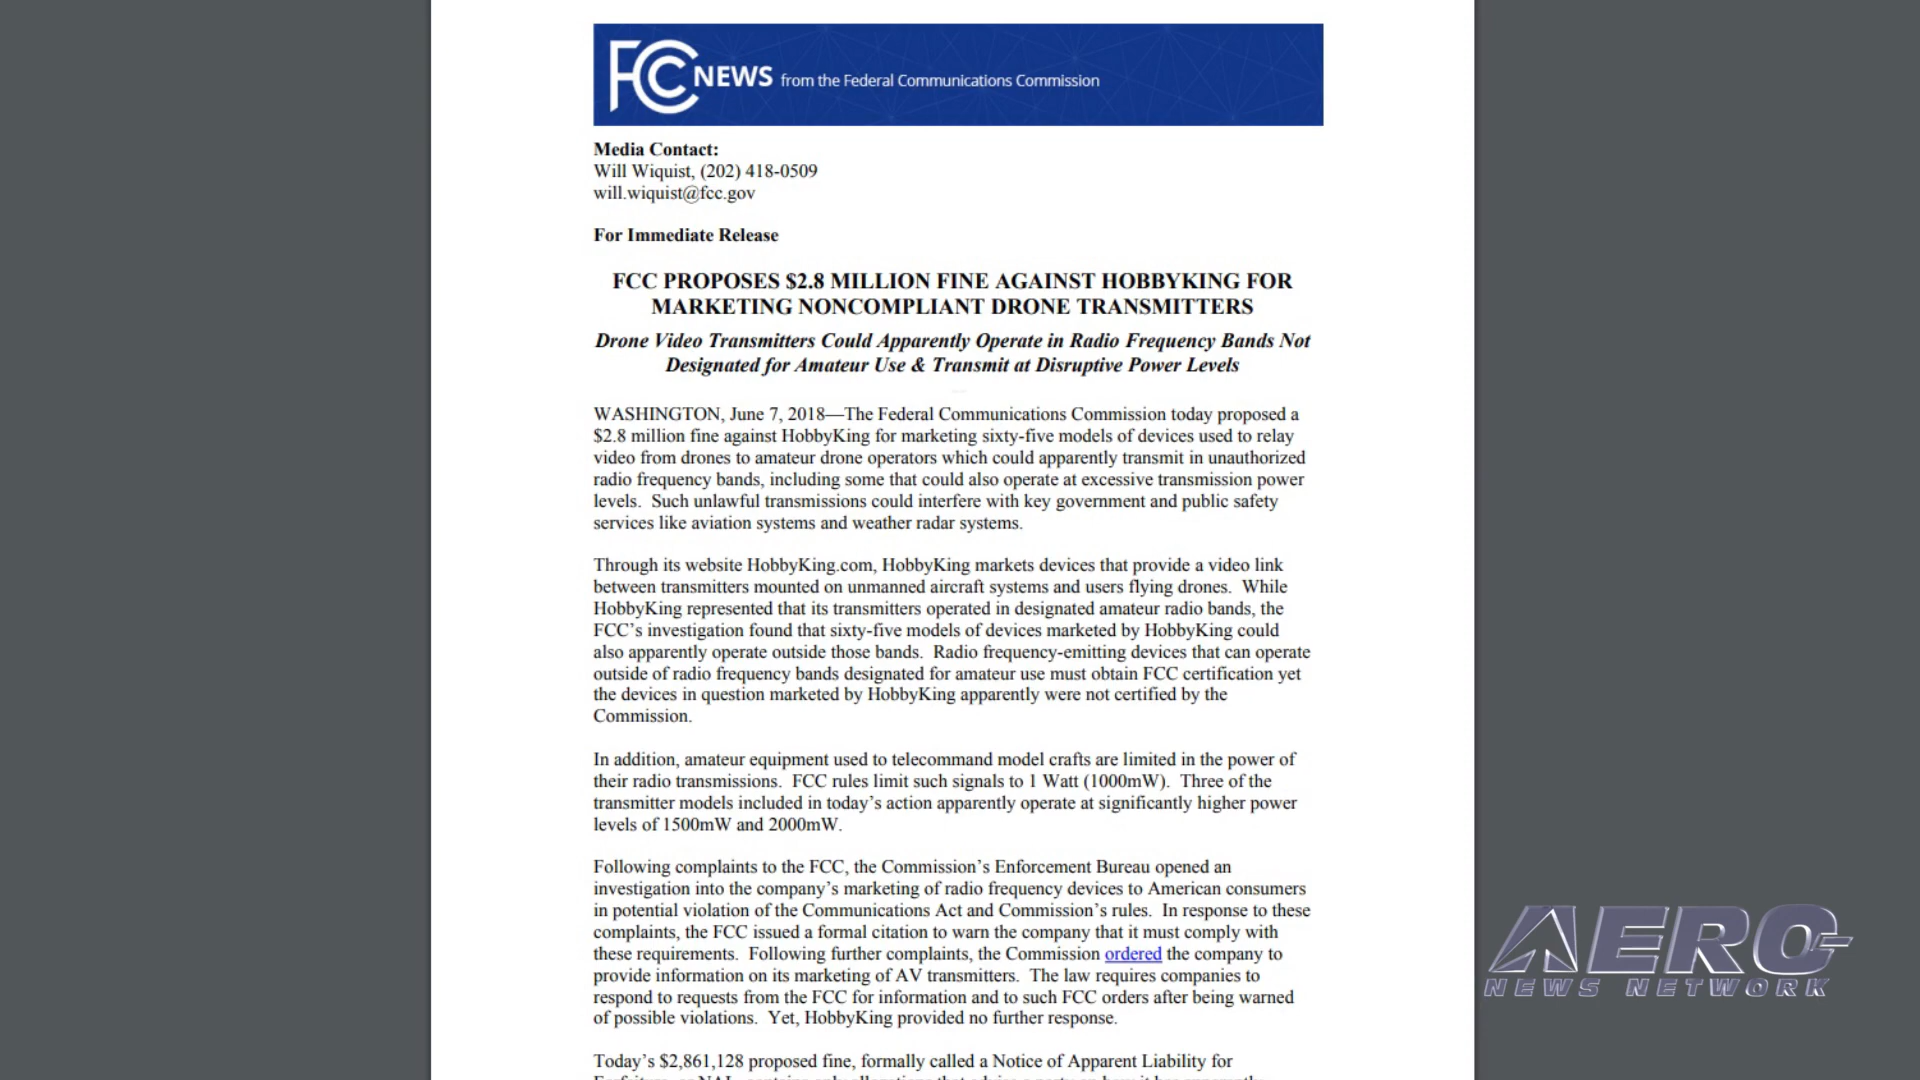 FCC NEWS from the Federal Communications Commission
Media Contact:
Will Wiquist, (202) 418-0509
will.wiquist@fcc.gov
For Immediate Release
FCC PROPOSES $2.8 MILLION FINE AGAINST HOBBYKING FOR
MARKETING NONCOMPLIANT DRONE TRANSMITTERS
Drone Video Transmitters Could Apparently Operate in Radio Frequency Bands Not
Designated for Amateur Use & Transmit at Disruptive Power Levels
WASHINGTON, June 7, 2018—The Federal Communications Commission today proposed a
$2.8 million fine against HobbyKing for marketing sixty-five models of devices used to relay
video from drones to amateur drone operators which could apparently transmit in unauthorized
radio frequency bands, including some that could also operate at excessive transmission power
levels.  Such unlawful transmissions could interfere with key government and public safety
services like aviation systems and weather radar systems.
Through its website HobbyKing.com, HobbyKing markets devices that provide a video link
between transmitters mounted on unmanned aircraft systems and users flying drones.  While
HobbyKing represented that its transmitters operated in designated amateur radio bands, the
FCC's investigation found that sixty-five models of devices marketed by HobbyKing could
also apparently operate outside those bands.  Radio frequency-emitting devices that can operate
outside of radio frequency bands designated for amateur use must obtain FCC certification yet
the devices in question marketed by HobbyKing apparently were not certified by the
Commission.
In addition, amateur equipment used to telecommand model crafts are limited in the power of
their radio transmissions.  FCC rules limit such signals to 1 Watt (1000mW).  Three of the
transmitter models included in today's action apparently operate at significantly higher power
levels of 1500mW and 2000mW.
Following complaints to the FCC, the Commission's Enforcement Bureau opened an
investigation into the company's marketing of radio frequency devices to American consumers
in potential violation of the Communications Act and Commission's rules.  In response to these
complaints, the FCC issued a formal citation to warn the company that it must comply with
these requirements.  Following further complaints, the Commission ordered the company to
provide information on its marketing of AV transmitters.  The law requires companies to
respond to requests from the FCC for information and to such FCC orders after being warned
of possible violations.  Yet, HobbyKing provided no further response.
Today's $2,861,128 proposed fine, formally called a Notice of Apparent Liability for
AERO-
NEWS NETWORK